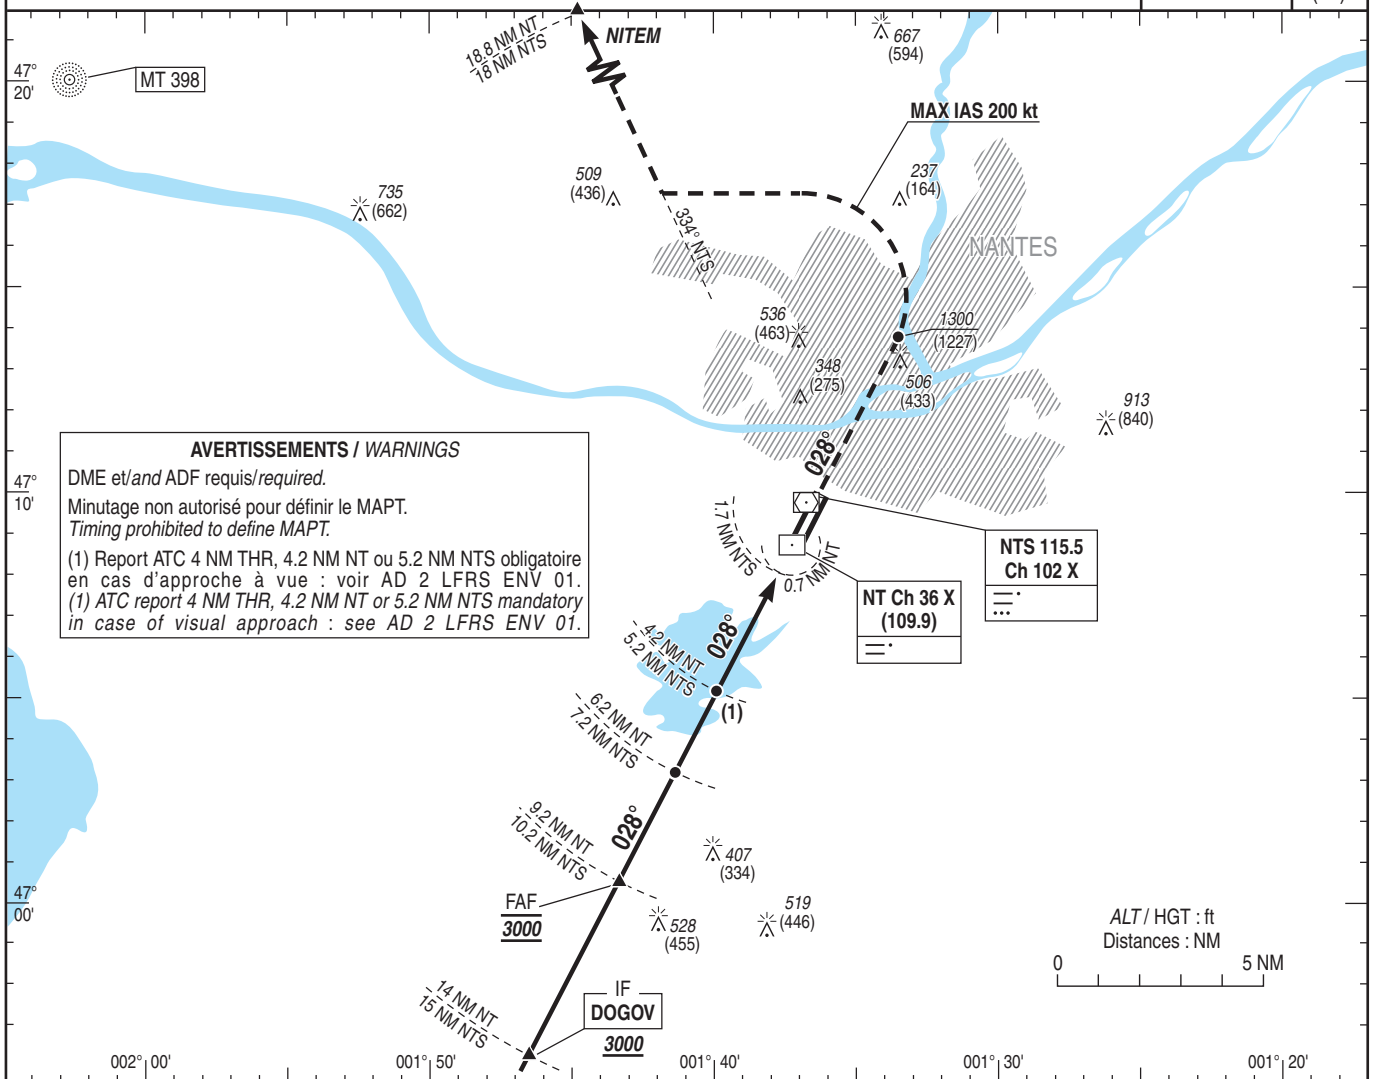 18.8 NM NT
18 NM NTS
NITEM
667
(594)
47°
20'
MT 398
MAX IAS 200 kt
509
(436)
237
(164)
735
(662)
334° NTS
NANTES
536
(463)
1300
(1227)
348
(275)
506
(433)
913
(840)
028°
AVERTISSEMENTS / WARNINGS
DME et/and ADF requis/required.
Minutage non autorisé pour définir le MAPT.
Timing prohibited to define MAPT.
(1) Report ATC 4 NM THR, 4.2 NM NT ou 5.2 NM NTS obligatoire
en cas d'approche à vue : voir AD 2 LFRS ENV 01.
(1) ATC report 4 NM THR, 4.2 NM NT or 5.2 NM NTS mandatory
in case of visual approach : see AD 2 LFRS ENV 01.
47°
10'
1.7 NM NTS
0.7 NM NT
NTS 115.5
Ch 102 X
NT Ch 36 X
(109.9)
028°
4.2 NM NT
5.2 NM NTS
(1)
6.2 NM NT
7.2 NM NTS
028°
9.2 NM NT
10.2 NM NTS
407
(334)
47°
00'
FAF
3000
528
(455)
519
(446)
ALT / HGT : ft
Distances : NM
0 5 NM
14 NM NT
15 NM NTS
IF
DOGOV
3000
002° 00' 001° 50' 001° 40' 001° 30' 001° 20'